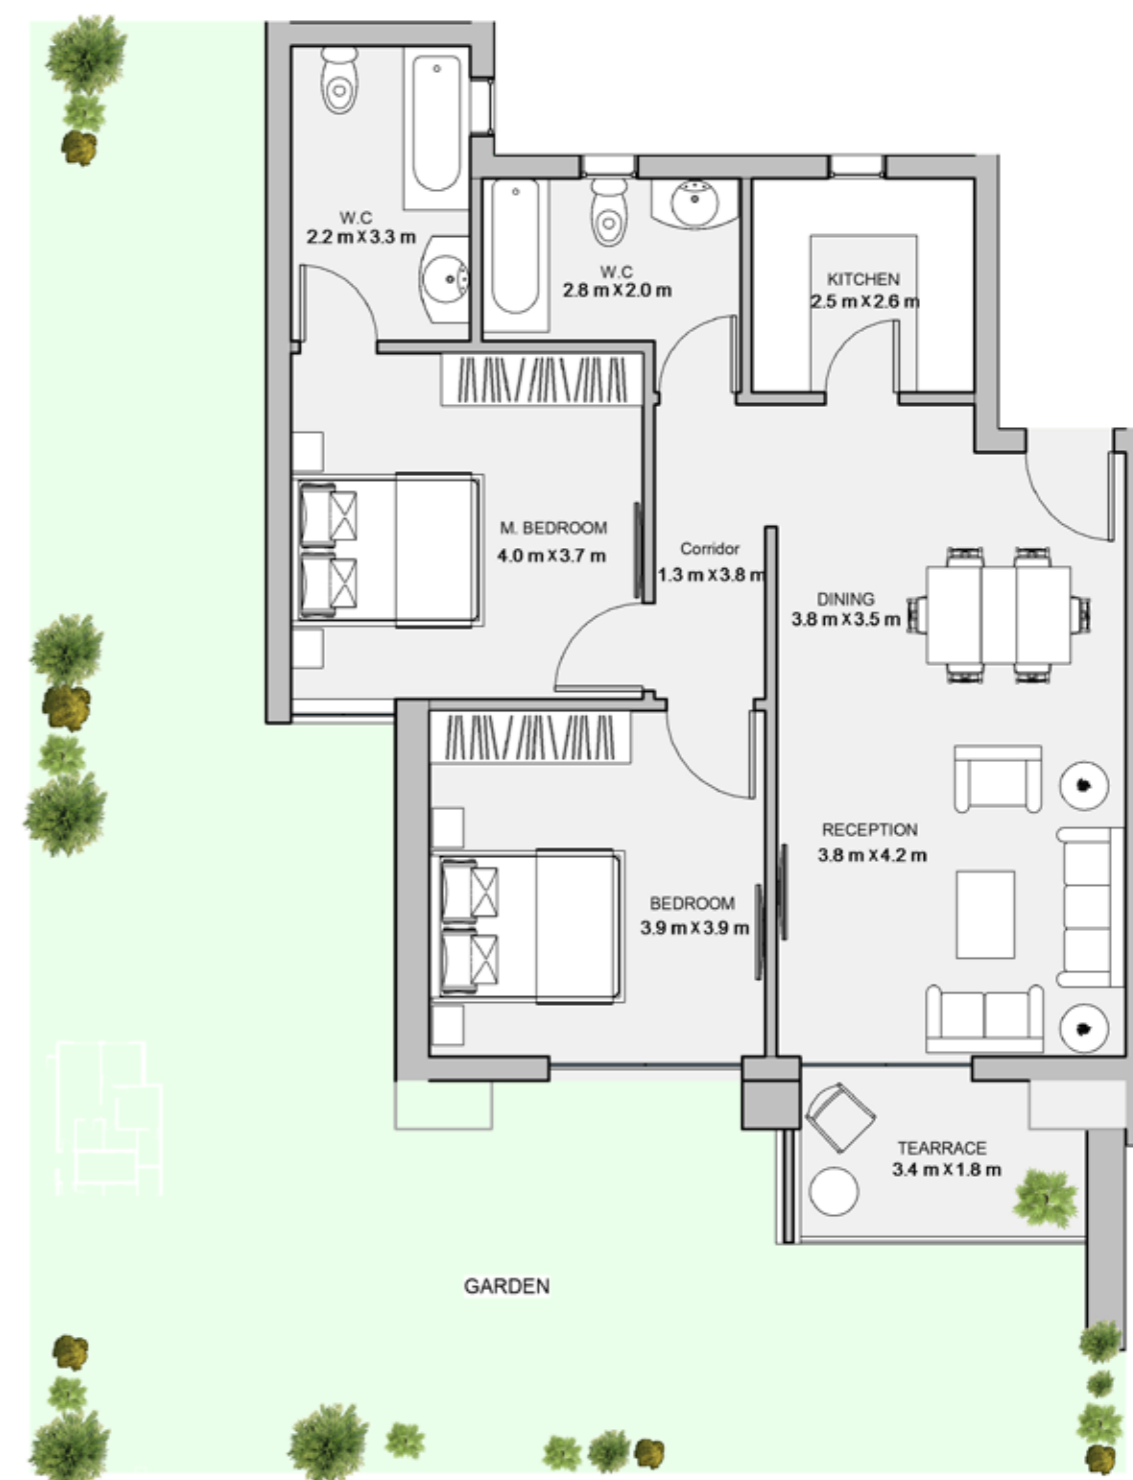 W.C
2.2 m X 3.3 m
W.C
2.8 m X 2.0 m
KITCHEN
2.5 m X 2.6 m
M. BEDROOM
4.0 m X 3.7 m
Corridor
1.3 m X 3.8 m
DINING
3.8 m X 3.5 m
RECEPTION
3.8 m X 4.2 m
BEDROOM
3.9 m X 3.9 m
TEARRACE
3.4 m X 1.8 m
GARDEN